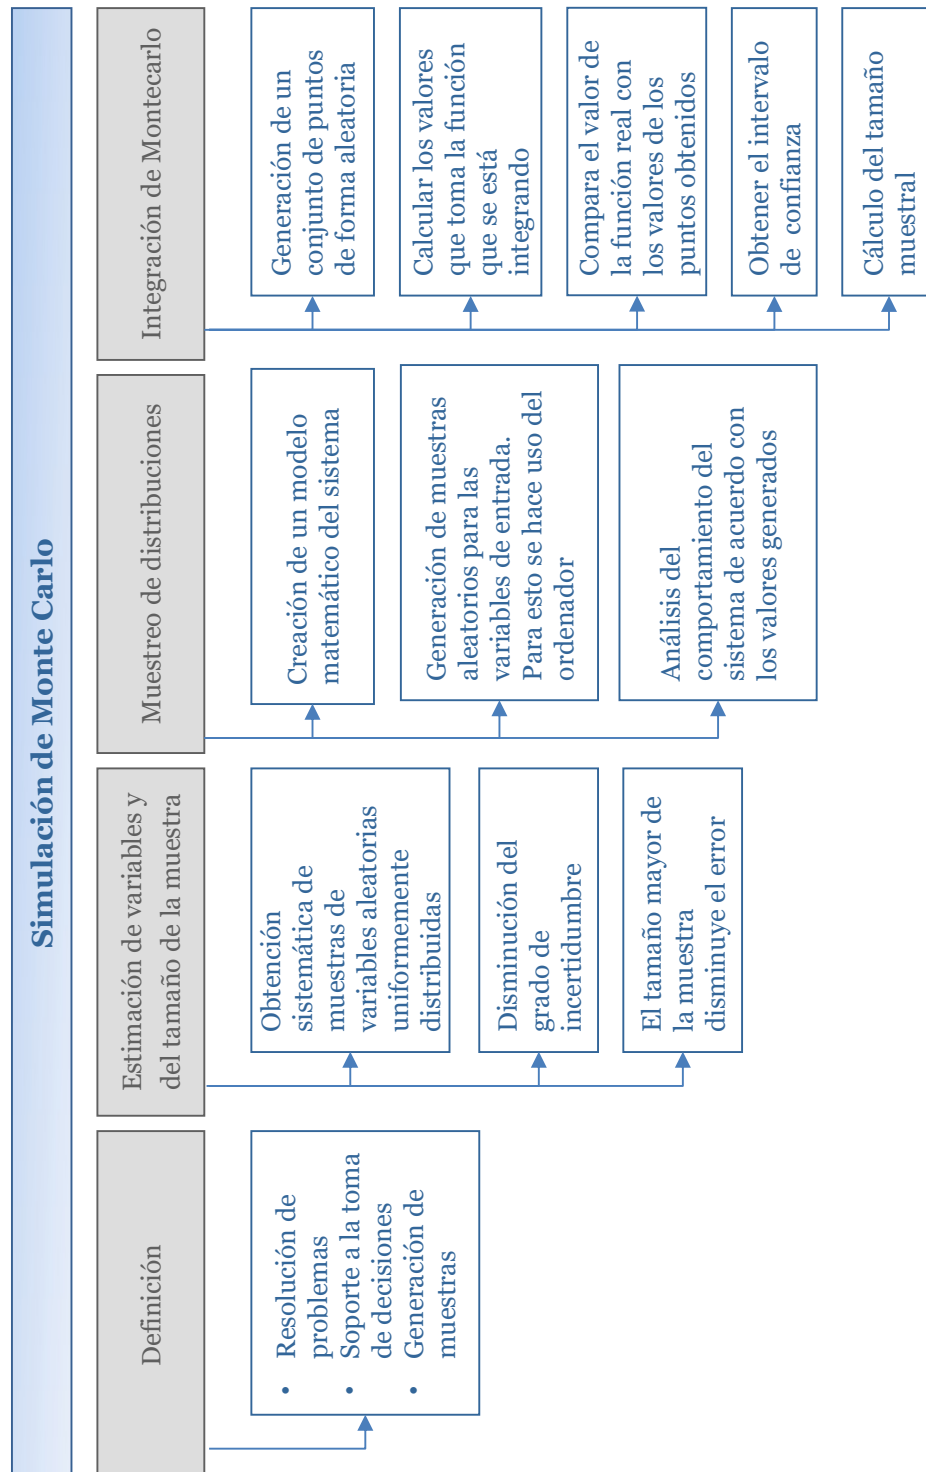 Simulación de Monte Carlo
Definición
• Resolución de
problemas
• Soporte a la toma
de decisiones
• Generación de
muestras
Estimación de variables y
del tamaño de la muestra
Obtención
sistemática de
muestras de
variables aleatorias
uniformemente
distribuidas
Disminución del
grado de
incertidumbre
El tamaño mayor de
la muestra
disminuye el error
Muestreo de distribuciones
Creación de un modelo
matemático del sistema
Generación de muestras
aleatorios para las
variables de entrada.
Para esto se hace uso del
ordenador
Análisis del
comportamiento del
sistema de acuerdo con
los valores generados
Integración de Montecarlo
Generación de un
conjunto de puntos
de forma aleatoria
Calcular los valores
que toma la función
que se está
integrando
Compara el valor de
la función real con
los valores de los
puntos obtenidos
Obtener el intervalo
de confianza
Cálculo del tamaño
muestral